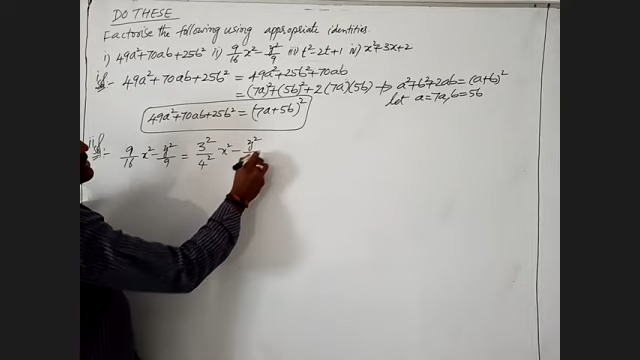 DO THESE
Factorise the following using appropriate identities.
i) 49a²+70ab+25b² ii) 9/16 x² - y²/9 iii) t²-2t+1 iv) x²+3x+2
i) Sol:- 49a²+70ab+25b² = 49a²+25b²+70ab
= (7a)²+(5b)²+2(7a)(5b) → a²+b²+2ab=(a+b)²
let a=7a, b=5b
49a²+70ab+25b² = (7a+5b)²
ii) Sol:- 9/16 x² - y²/9 = 3²/4² x² - y²/